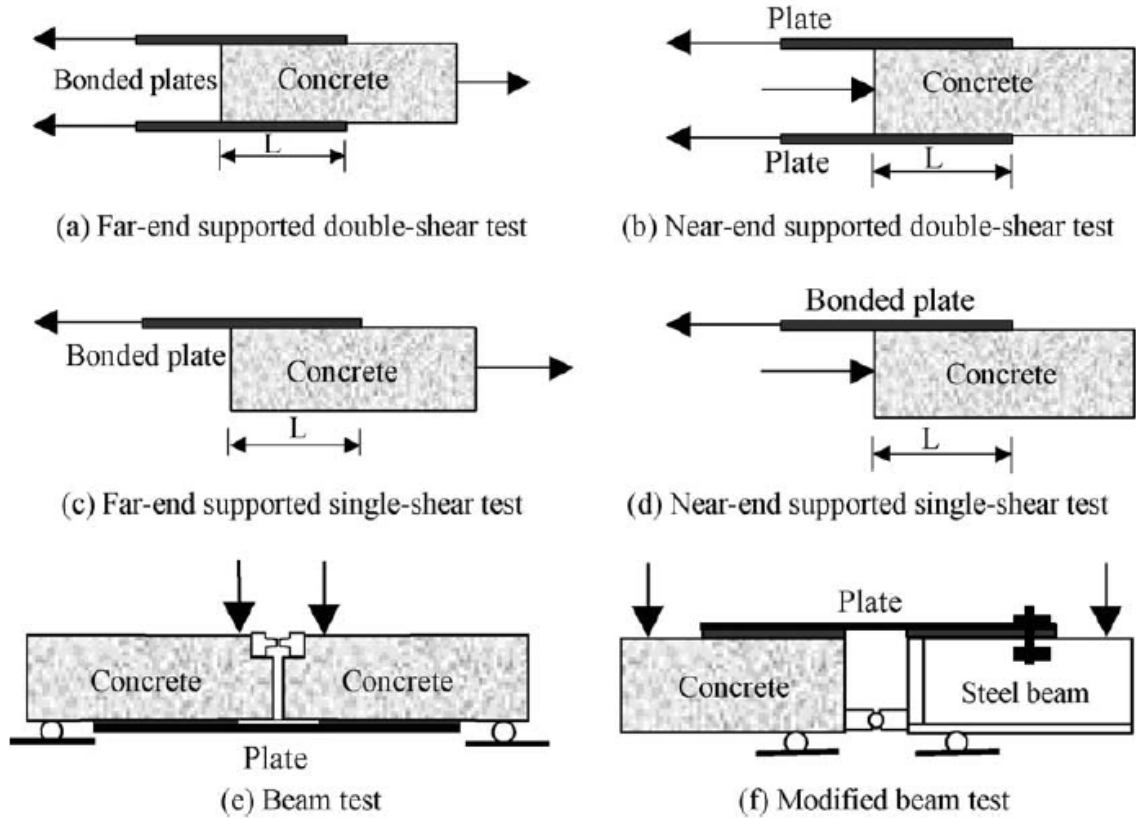 Bonded plates
Concrete
L
(a) Far-end supported double-shear test
Plate
Concrete
L
Plate
(b) Near-end supported double-shear test
Bonded plate
Concrete
L
(c) Far-end supported single-shear test
Bonded plate
Concrete
L
(d) Near-end supported single-shear test
Concrete
Concrete
Plate
(e) Beam test
Plate
Concrete
Steel beam
(f) Modified beam test